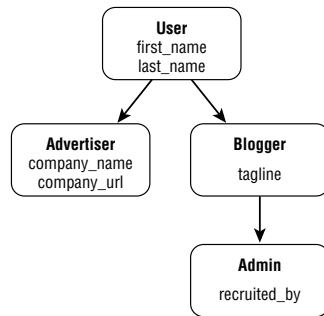 User
first_name
last_name
Advertiser
company_name
company_url
Blogger
tagline
Admin
recruited_by